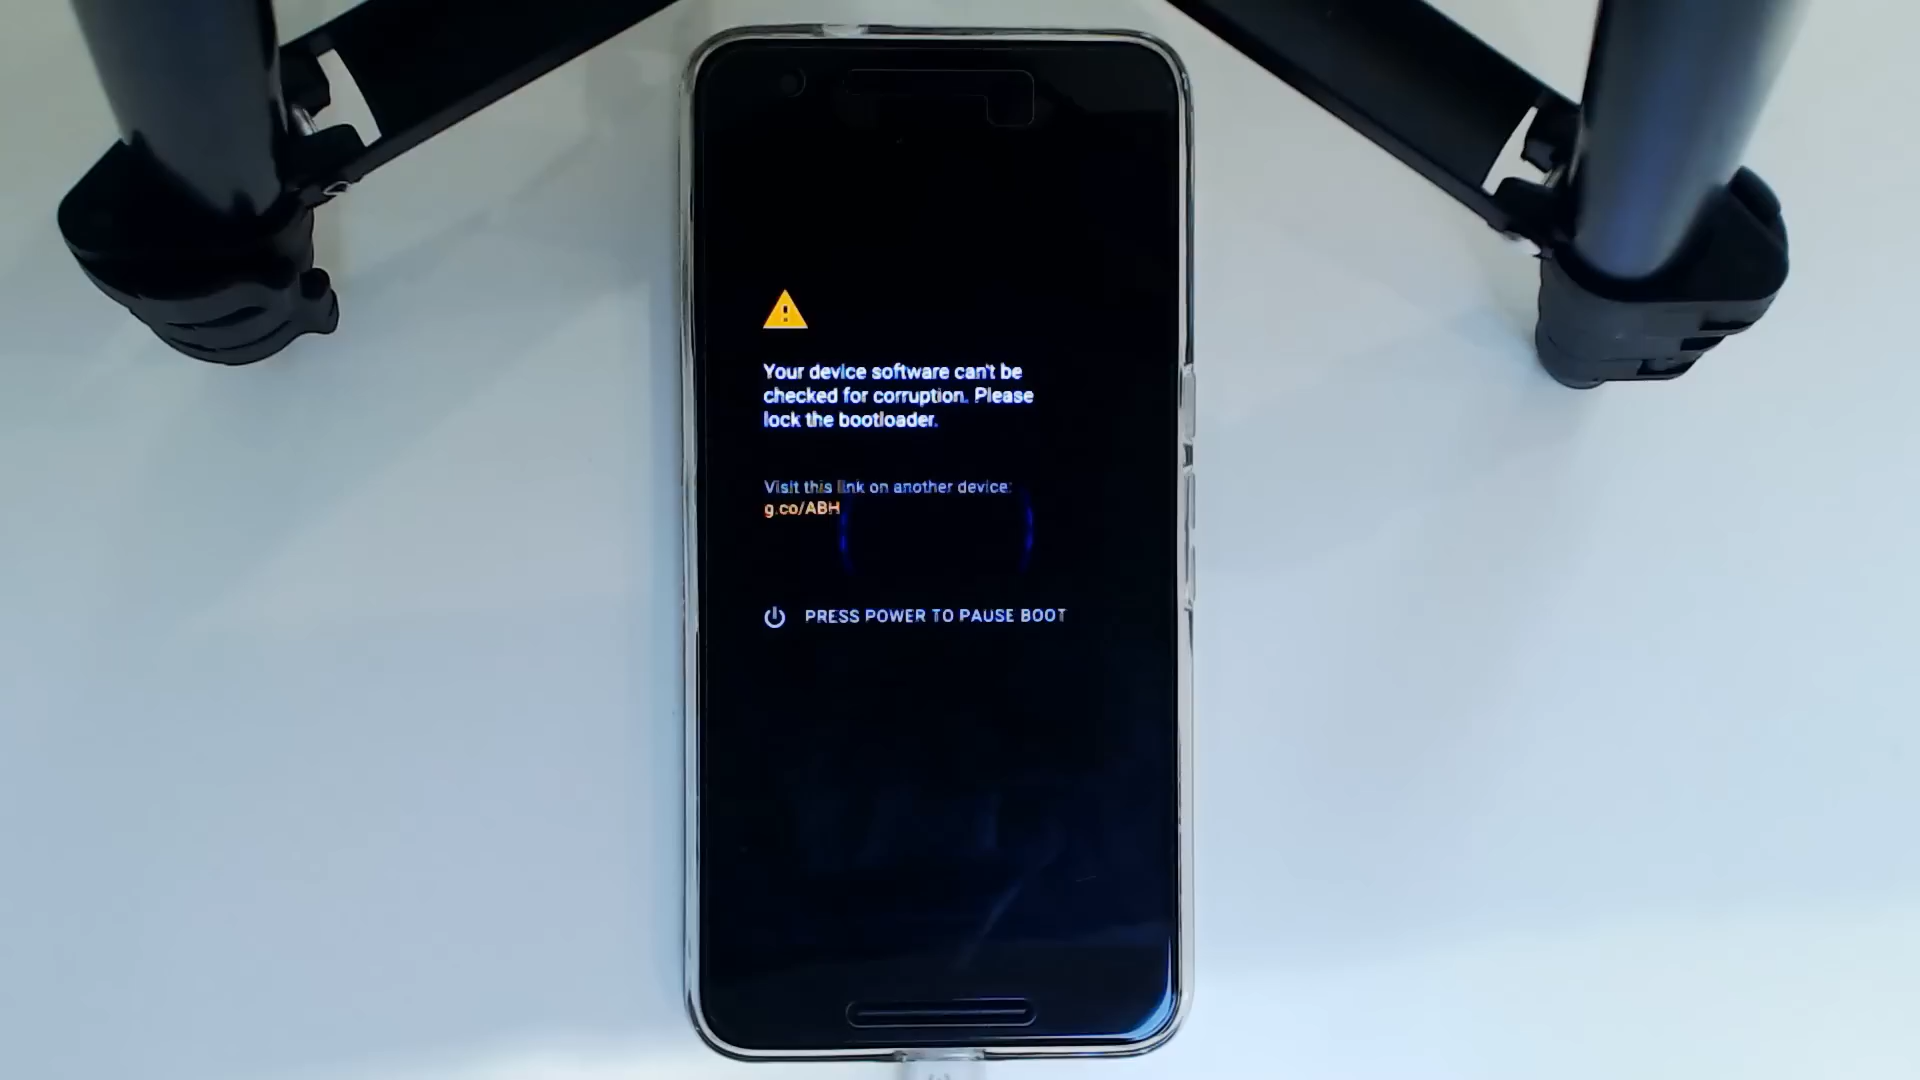 Your device software can't be
checked for corruption. Please
lock the bootloader.
Visit this link on another device:
g.co/ABH
PRESS POWER TO PAUSE BOOT